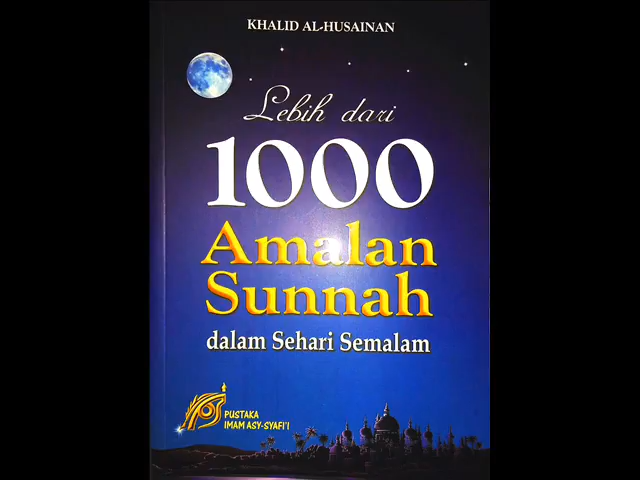 KHALID AL-HUSAINAN
Lebih dari
1000
Amalan
Sunnah
dalam Sehari Semalam
PUSTAKA
IMAM ASY-SYAFI'I